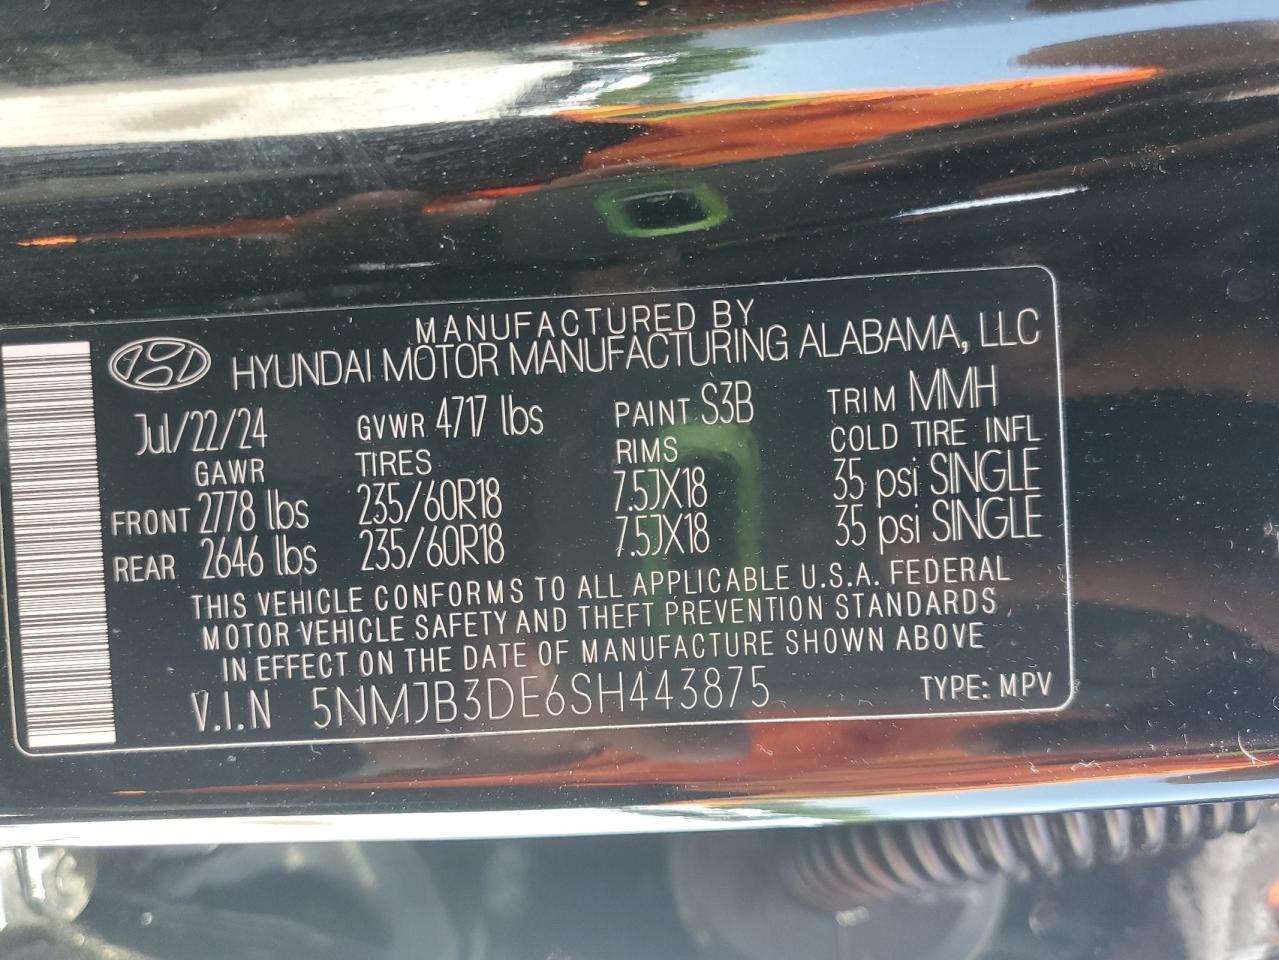 MANUFACTURED BY
HYUNDAI MOTOR MANUFACTURING ALABAMA, LLC
Jul/22/24 GVWR 4717 lbs PAINT S3B TRIM MMH
GAWR TIRES RIMS COLD TIRE INFL
FRONT 2778 lbs 235/60R18 7.5JX18 35 psi SINGLE
REAR 2646 lbs 235/60R18 7.5JX18 35 psi SINGLE
THIS VEHICLE CONFORMS TO ALL APPLICABLE U.S.A. FEDERAL
MOTOR VEHICLE SAFETY AND THEFT PREVENTION STANDARDS
IN EFFECT ON THE DATE OF MANUFACTURE SHOWN ABOVE
V.I.N 5NMJB3DE6SH443875 TYPE: MPV